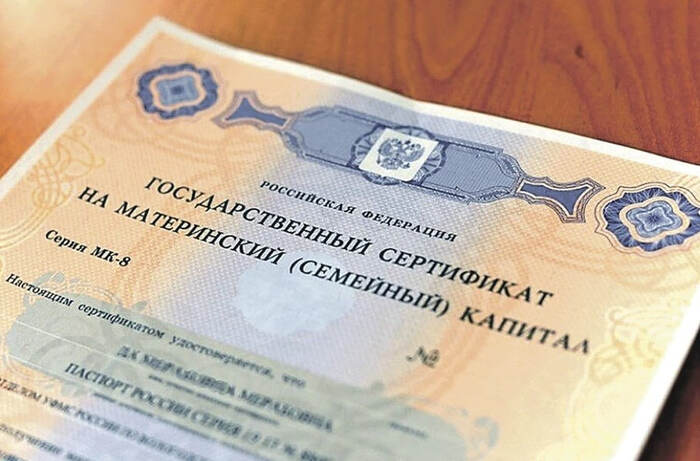 РОССИЙСКАЯ ФЕДЕРАЦИЯ
ГОСУДАРСТВЕННЫЙ СЕРТИФИКАТ
НА МАТЕРИНСКИЙ (СЕМЕЙНЫЙ) КАПИТАЛ
Серия МК-8
№
Настоящим сертификатом удостоверяется, что
ПАСПОРТ РОССИИ СЕРИЯ